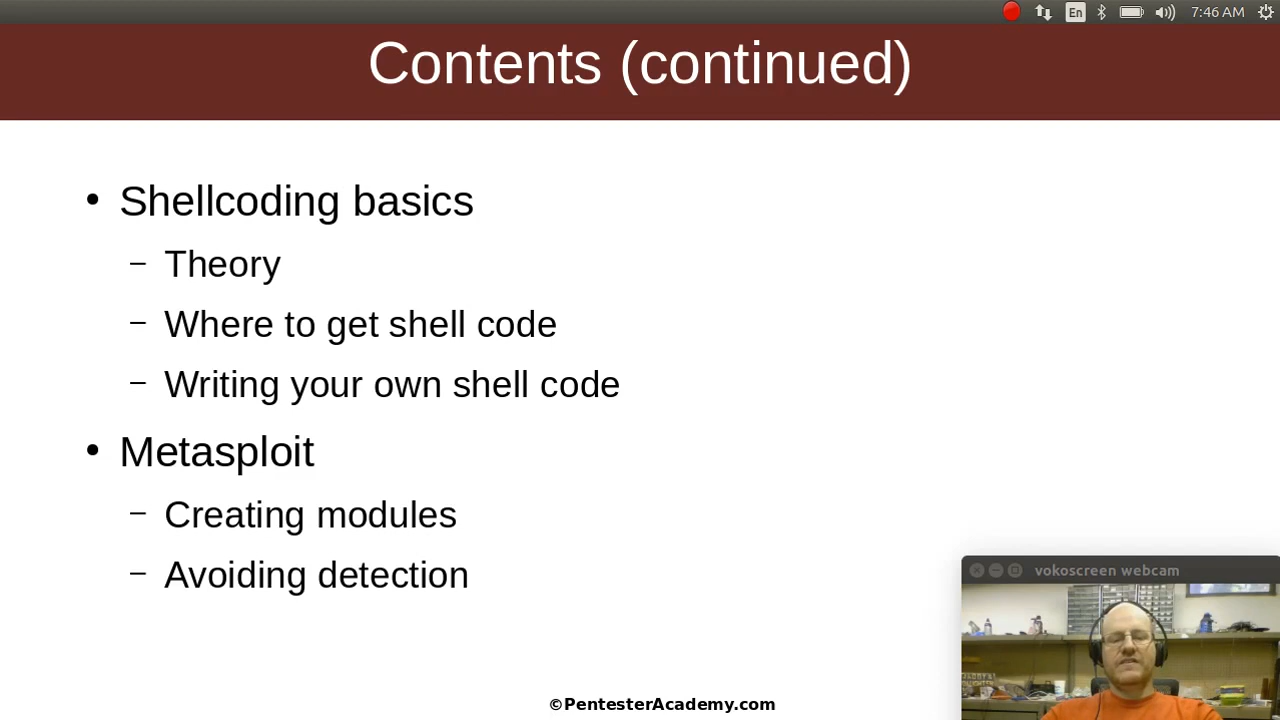 En 7:46 AM
Contents (continued)
• Shellcoding basics
– Theory
– Where to get shell code
– Writing your own shell code
• Metasploit
– Creating modules
– Avoiding detection
vokoscreen webcam
©PentesterAcademy.com